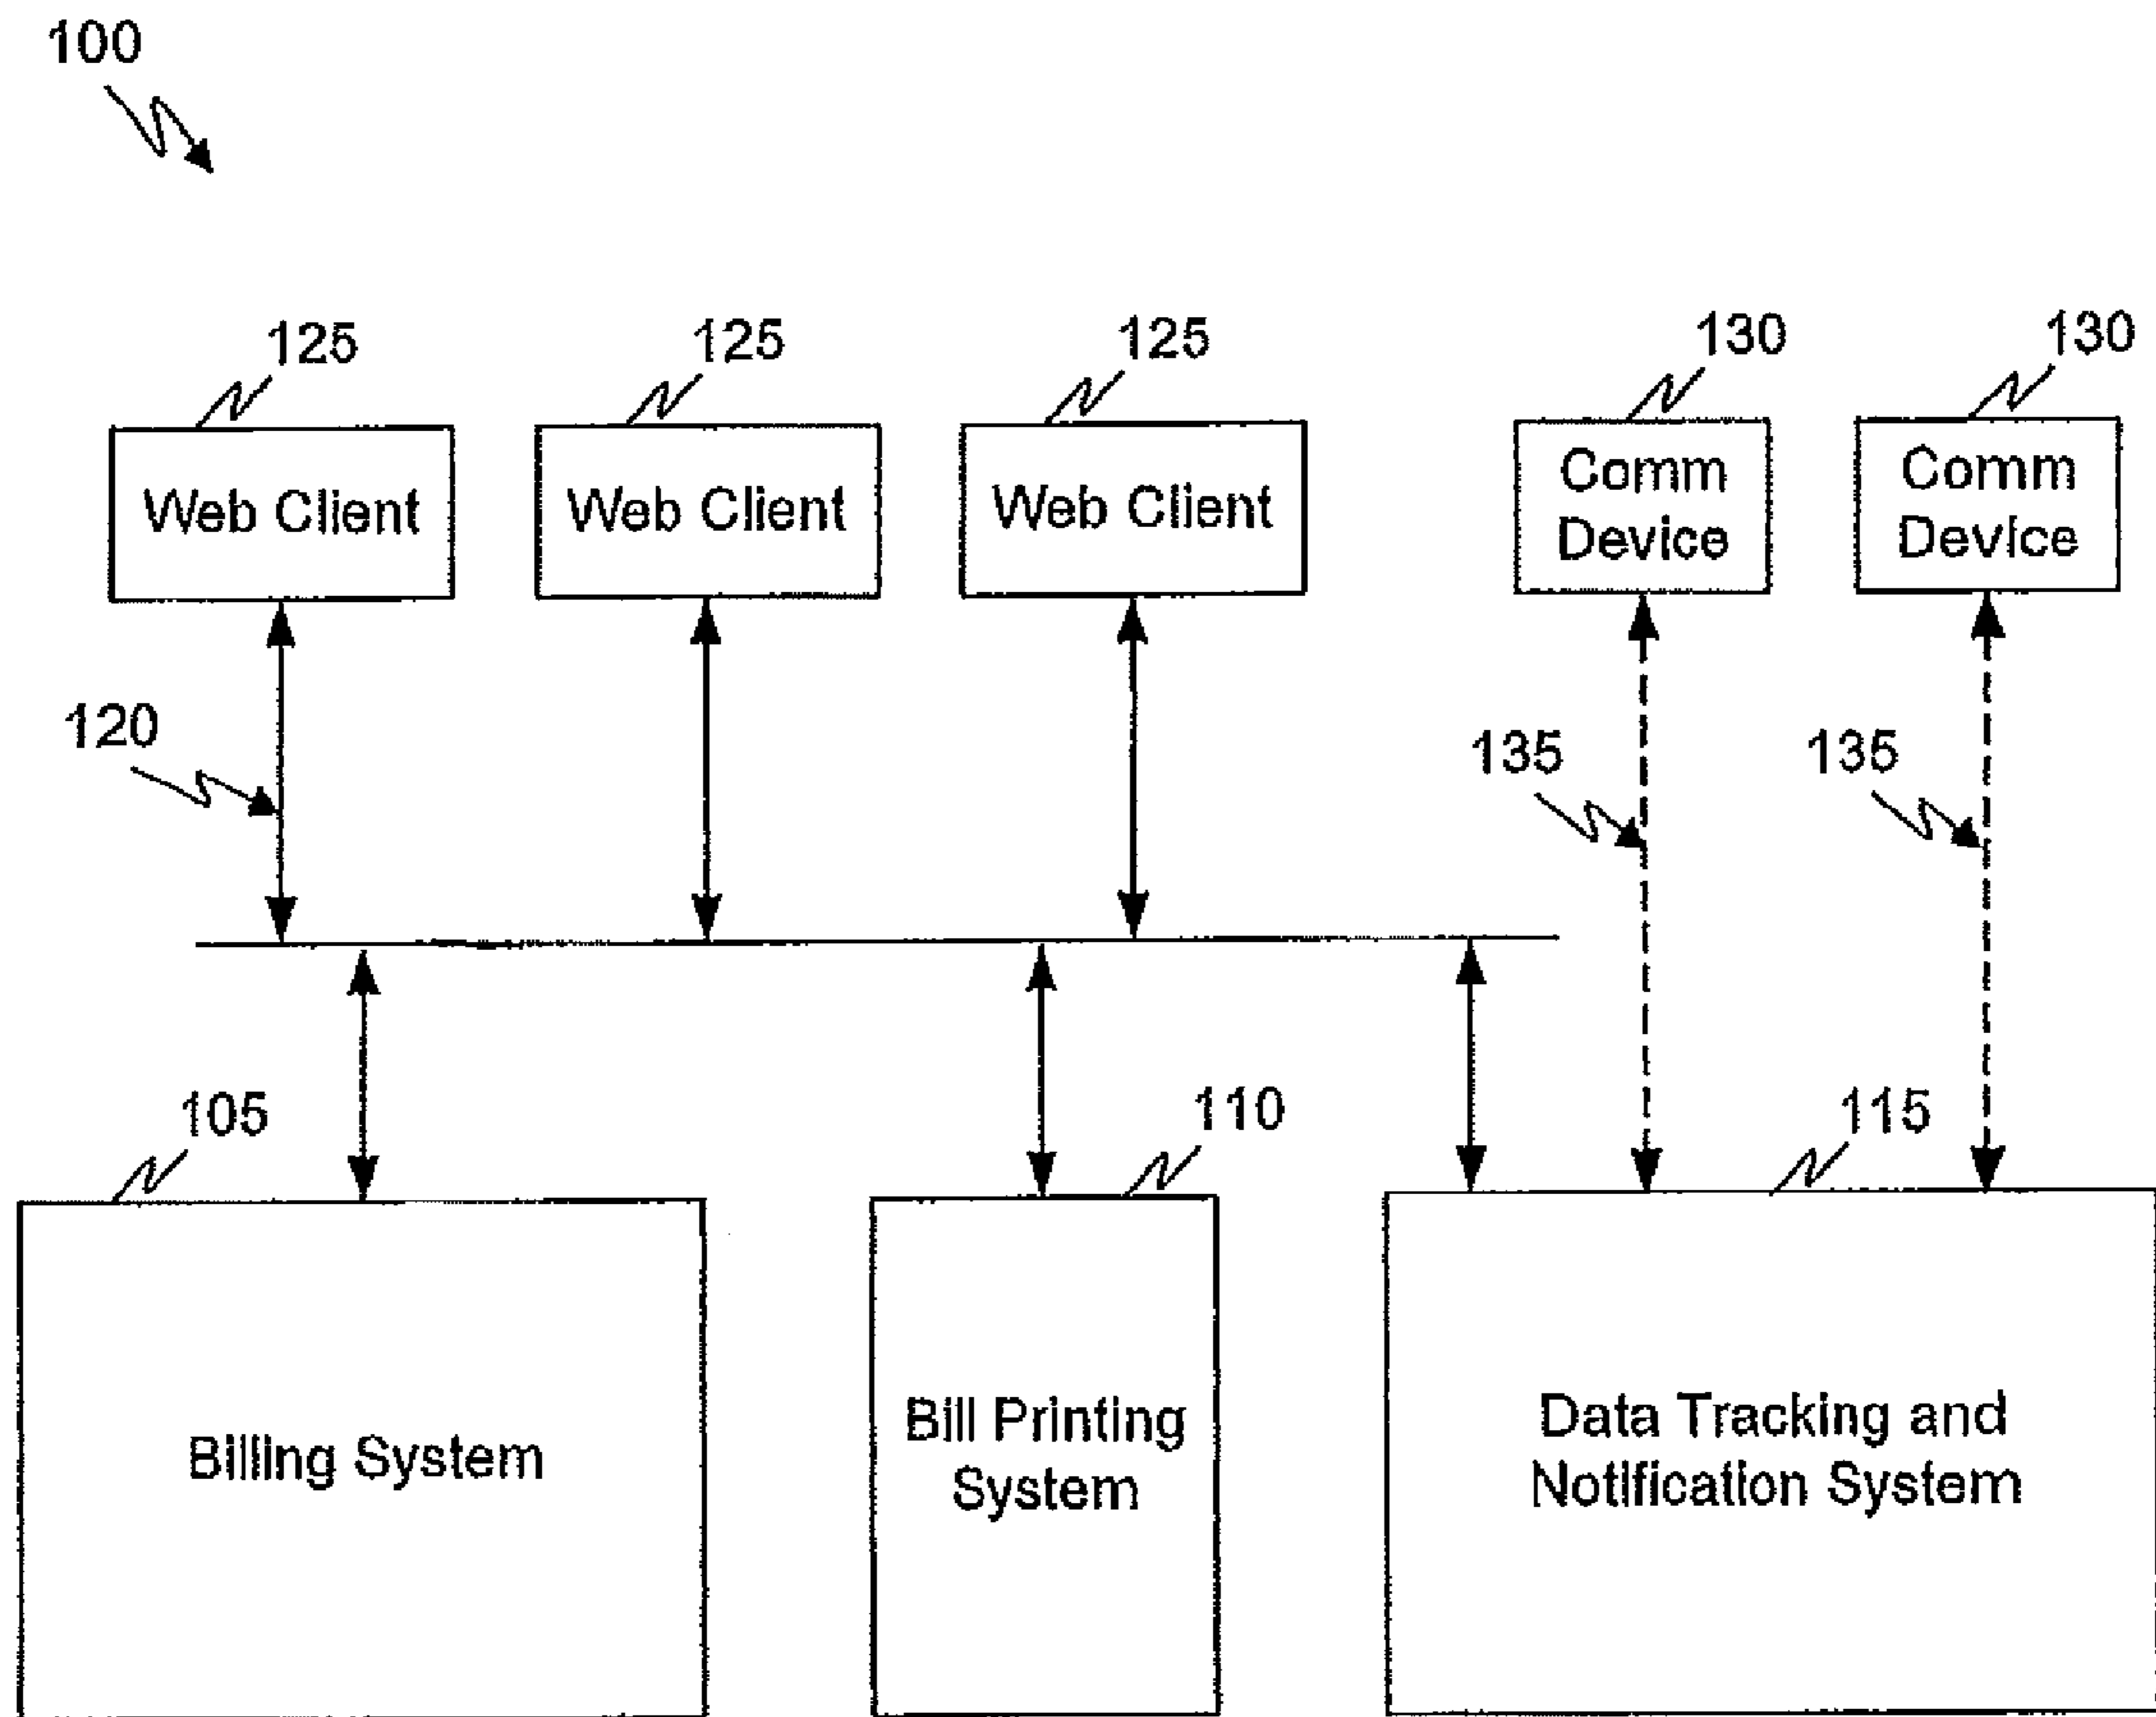 100
125
125
125
130
130
Web Client
Web Client
Web Client
Comm
Device
Comm
Device
120
135
135
105
110
115
Billing System
Bill Printing
System
Data Tracking and
Notification System